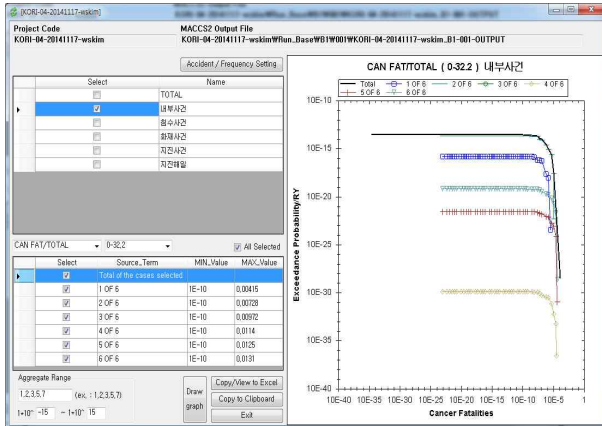 [KORI-04-20141117-wskim]
Project Code
KORI-04-20141117-wskim
MACCS2 Output File
KORI-04-20141117-wskim₩Run_Base₩B1₩001₩KORI-04-20141117-wskim_B1-001-OUTPUT
Accident / Frequency Setting
Select Name
TOTAL
내부사건
침수사건
화재사건
지진사건
지진해일
CAN FAT/TOTAL 0-32,2 All Selected
Select Source_Term MIN_Value MAX_Value
Total of the cases selected
1 OF 6 1E-10 0,00415
2 OF 6 1E-10 0,00728
3 OF 6 1E-10 0,00972
4 OF 6 1E-10 0,0114
5 OF 6 1E-10 0,0125
6 OF 6 1E-10 0,0131
Aggregate Range
1,2,3,5,7 (ex, : 1,2,3,5,7)
1*10^ -15 ~ 1*10^ 15
Draw graph
Copy/View to Excel
Copy to Clipboard
Exit
CAN FAT/TOTAL ( 0-32.2 ) 내부사건
Total 1 OF 6 2 OF 6 3 OF 6 4 OF 6
5 OF 6 6 OF 6
Exceedance Probability/RY
10E-10
10E-15
10E-20
10E-25
10E-30
10E-35
10E-40
10E-40 10E-35 10E-30 10E-25 10E-20 10E-15 10E-10 10E-5 1
Cancer Fatalities